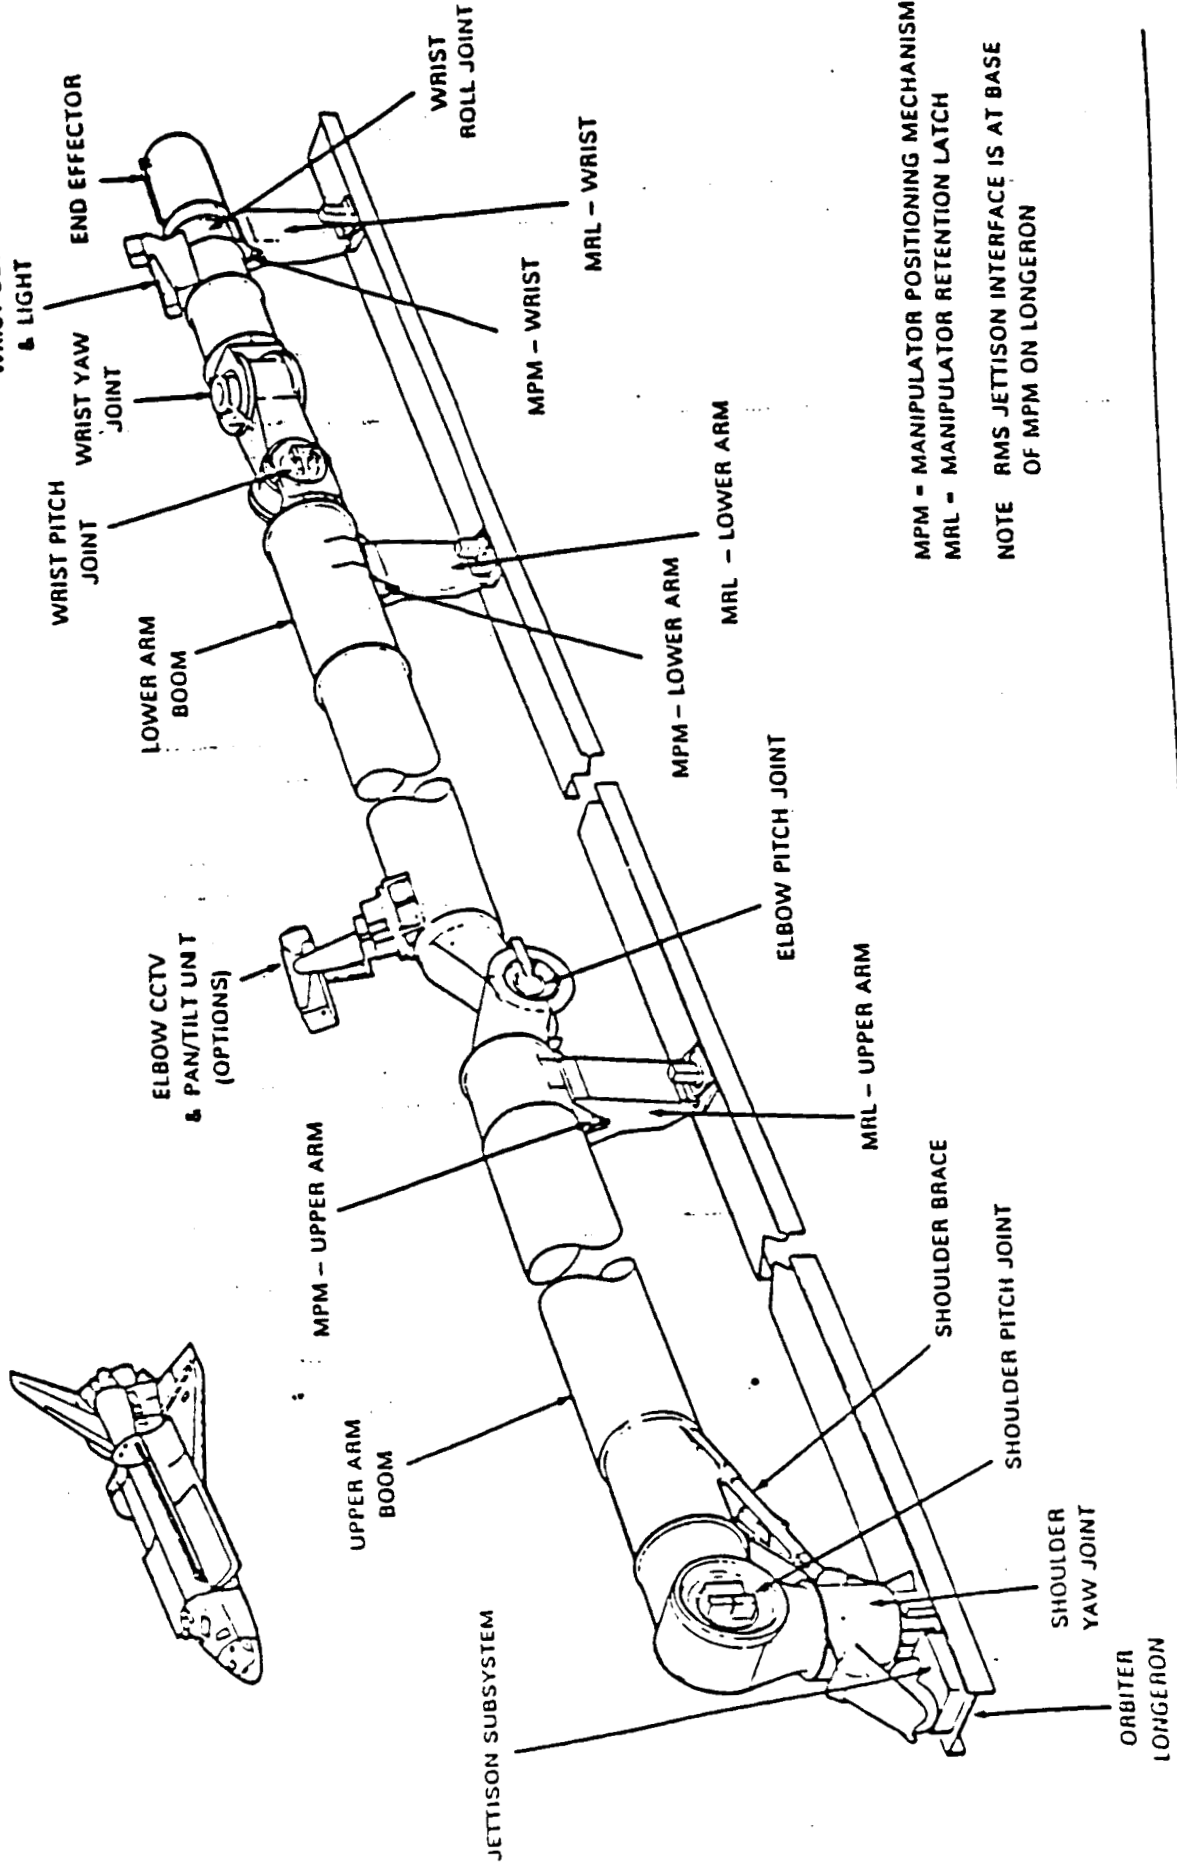 & LIGHT
END EFFECTOR
WRIST
ROLL JOINT
WRIST YAW
JOINT
WRIST PITCH
JOINT
MRL – WRIST
MPM – WRIST
LOWER ARM
BOOM
MRL – LOWER ARM
MPM – LOWER ARM
ELBOW CCTV
& PAN/TILT UNIT
(OPTIONS)
ELBOW PITCH JOINT
MPM – UPPER ARM
MRL – UPPER ARM
UPPER ARM
BOOM
SHOULDER BRACE
SHOULDER PITCH JOINT
JETTISON SUBSYSTEM
SHOULDER
YAW JOINT
ORBITER
LONGERON
MPM = MANIPULATOR POSITIONING MECHANISM
MRL = MANIPULATOR RETENTION LATCH
NOTE RMS JETTISON INTERFACE IS AT BASE
OF MPM ON LONGERON